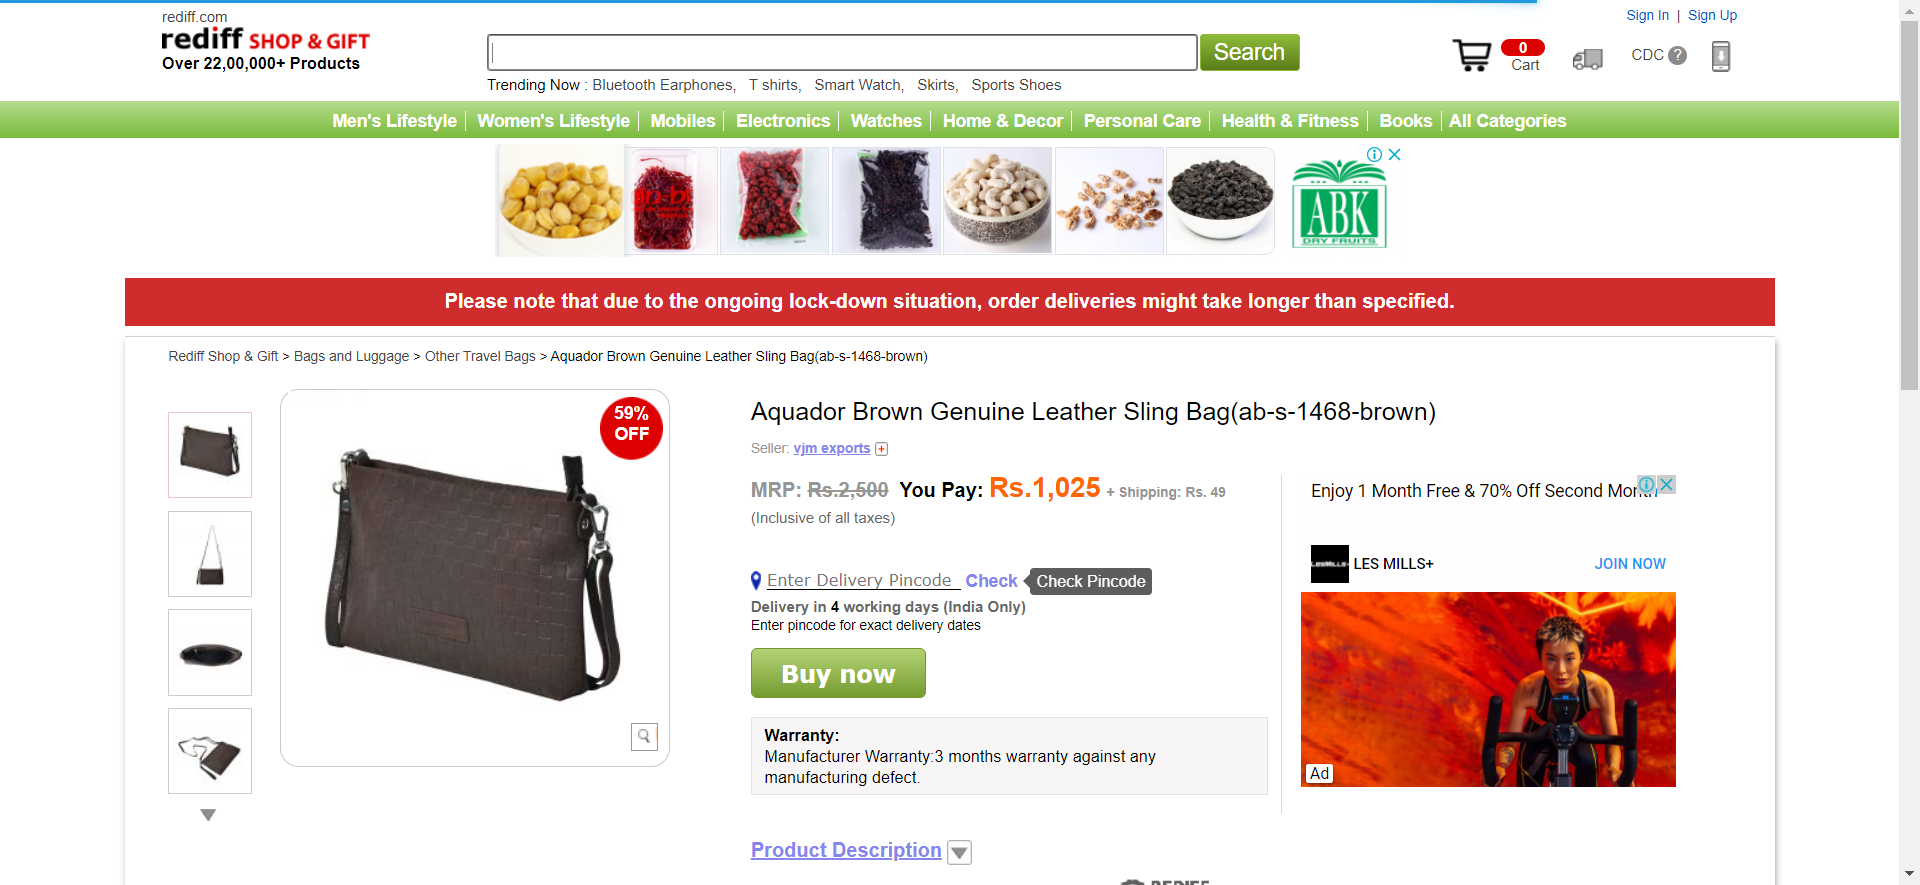 rediff.com
rediff SHOP & GIFT
Over 22,00,000+ Products
Search
Trending Now : Bluetooth Earphones, T shirts, Smart Watch, Skirts, Sports Shoes
Sign In | Sign Up
0
Cart
CDC ?
Men's Lifestyle | Women's Lifestyle | Mobiles | Electronics | Watches | Home & Decor | Personal Care | Health & Fitness | Books | All Categories
ABK
DRY FRUITS
Please note that due to the ongoing lock-down situation, order deliveries might take longer than specified.
Rediff Shop & Gift > Bags and Luggage > Other Travel Bags > Aquador Brown Genuine Leather Sling Bag(ab-s-1468-brown)
59%
OFF
Aquador Brown Genuine Leather Sling Bag(ab-s-1468-brown)
Seller: vjm exports +
MRP: Rs.2,500 You Pay: Rs.1,025 + Shipping: Rs. 49
(Inclusive of all taxes)
Enter Delivery Pincode Check Check Pincode
Delivery in 4 working days (India Only)
Enter pincode for exact delivery dates
Buy now
Warranty:
Manufacturer Warranty:3 months warranty against any
manufacturing defect.
Product Description
REDIFF
Enjoy 1 Month Free & 70% Off Second Month
LesMills+
LES MILLS+
JOIN NOW
Ad